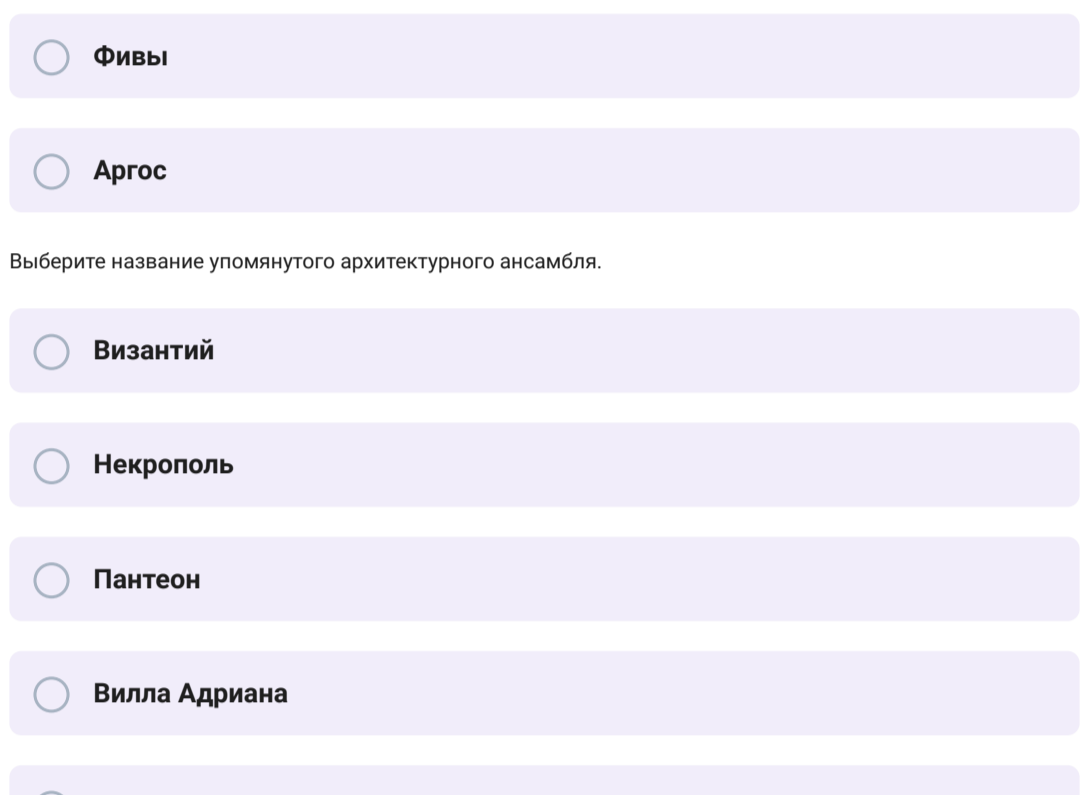 Фивы
Аргос
Выберите название упомянутого архитектурного ансамбля.
Византий
Некрополь
Пантеон
Вилла Адриана